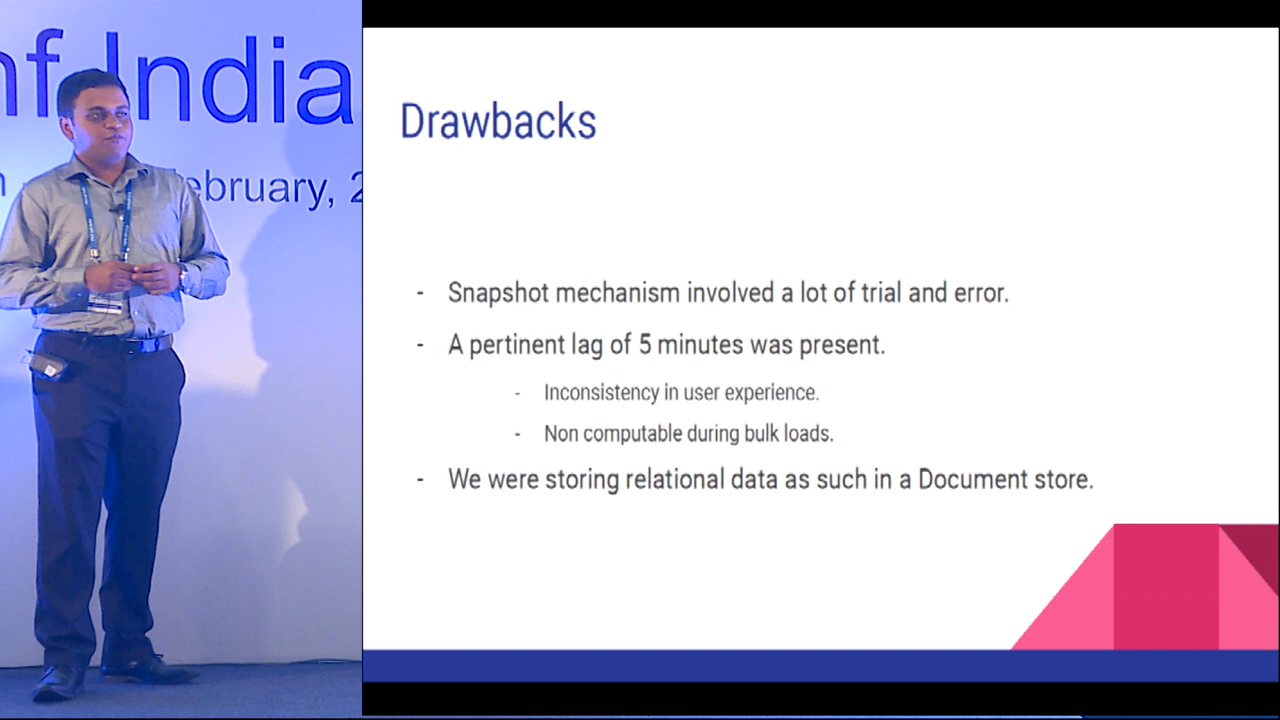 nf India
ebruary, 2
Drawbacks
- Snapshot mechanism involved a lot of trial and error.
- A pertinent lag of 5 minutes was present.
- Inconsistency in user experience.
- Non computable during bulk loads.
- We were storing relational data as such in a Document store.